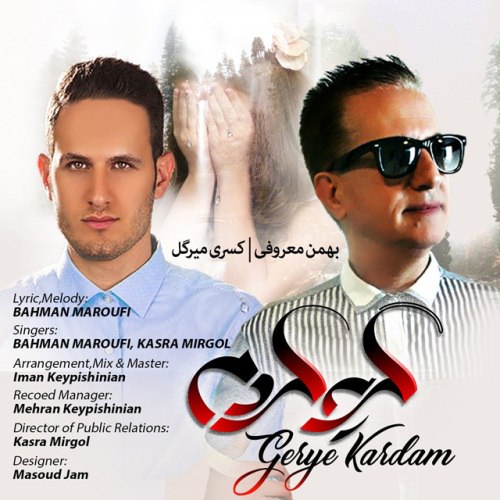 بهمن معروفی | کسری میرگل
Lyric,Melody:
BAHMAN MAROUFI
Singers:
BAHMAN MAROUFI, KASRA MIRGOL
Arrangement,Mix & Master:
Iman Keypishinian
Recoed Manager:
Mehran Keypishinian
Director of Public Relations:
Kasra Mirgol
Designer:
Masoud Jam
گریه کردم
Gerye Kardam